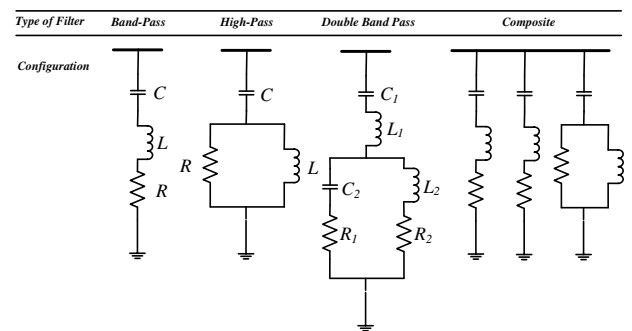 Type of Filter Band-Pass High-Pass Double Band Pass Composite
Configuration
C C C1
L1
L R L C2 L2
R R1 R2